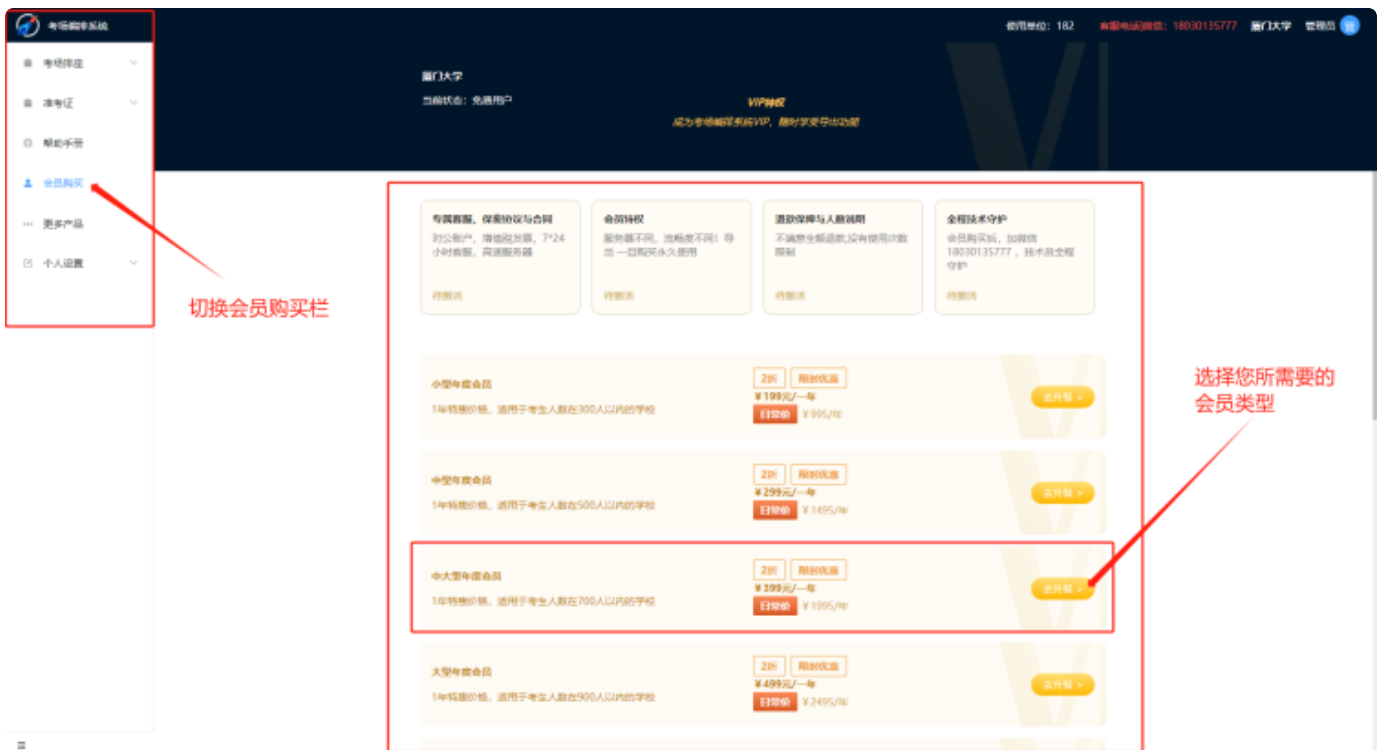 考场编排系统
使用单位：182 客服电话|微信：18030135777 厦门大学 管理员
考场排座
准考证
帮助手册
会员购买
更多产品
个人设置
厦门大学
当前状态：免费用户
VIP特权
成为考场编排系统VIP，随时享受导出功能
切换会员购买栏
专属客服，保密协议与合同
对公账户，增值税发票，7*24
小时客服，高速服务器
待激活
会员特权
服务器不同，流畅度不同！导
出 一旦购买永久使用
待激活
退款保障与人数说明
不满意全额退款,没有使用次数
限制
待激活
全程技术守护
会员购买后，加微信
18030135777 ，技术员全程
守护
待激活
选择您所需要的
会员类型
小型年度会员
1年特惠价格，适用于考生人数在300人以内的学校
2折 限时优惠
￥199元/一年
日常价 ￥995/年
去升级 >
中型年度会员
1年特惠价格，适用于考生人数在500人以内的学校
2折 限时优惠
￥299元/一年
日常价 ￥1495/年
去升级 >
中大型年度会员
1年特惠价格，适用于考生人数在700人以内的学校
2折 限时优惠
￥399元/一年
日常价 ￥1995/年
去升级 >
大型年度会员
1年特惠价格，适用于考生人数在900人以内的学校
2折 限时优惠
￥499元/一年
日常价 ￥2495/年
去升级 >